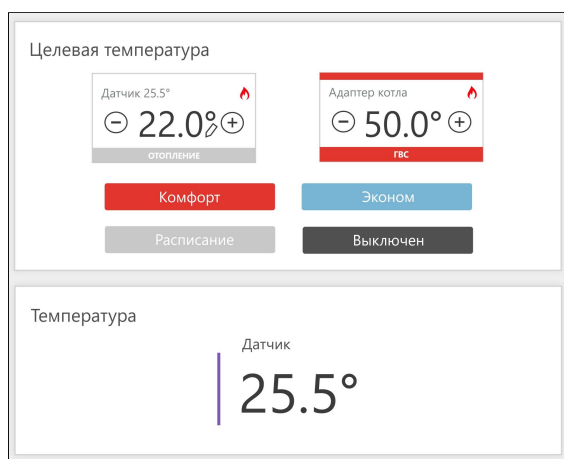 Целевая температура
Датчик 25.5°
22.0°
ОТОПЛЕНИЕ
Адаптер котла
50.0°
ГВС
Комфорт
Эконом
Расписание
Выключен
Температура
Датчик
25.5°